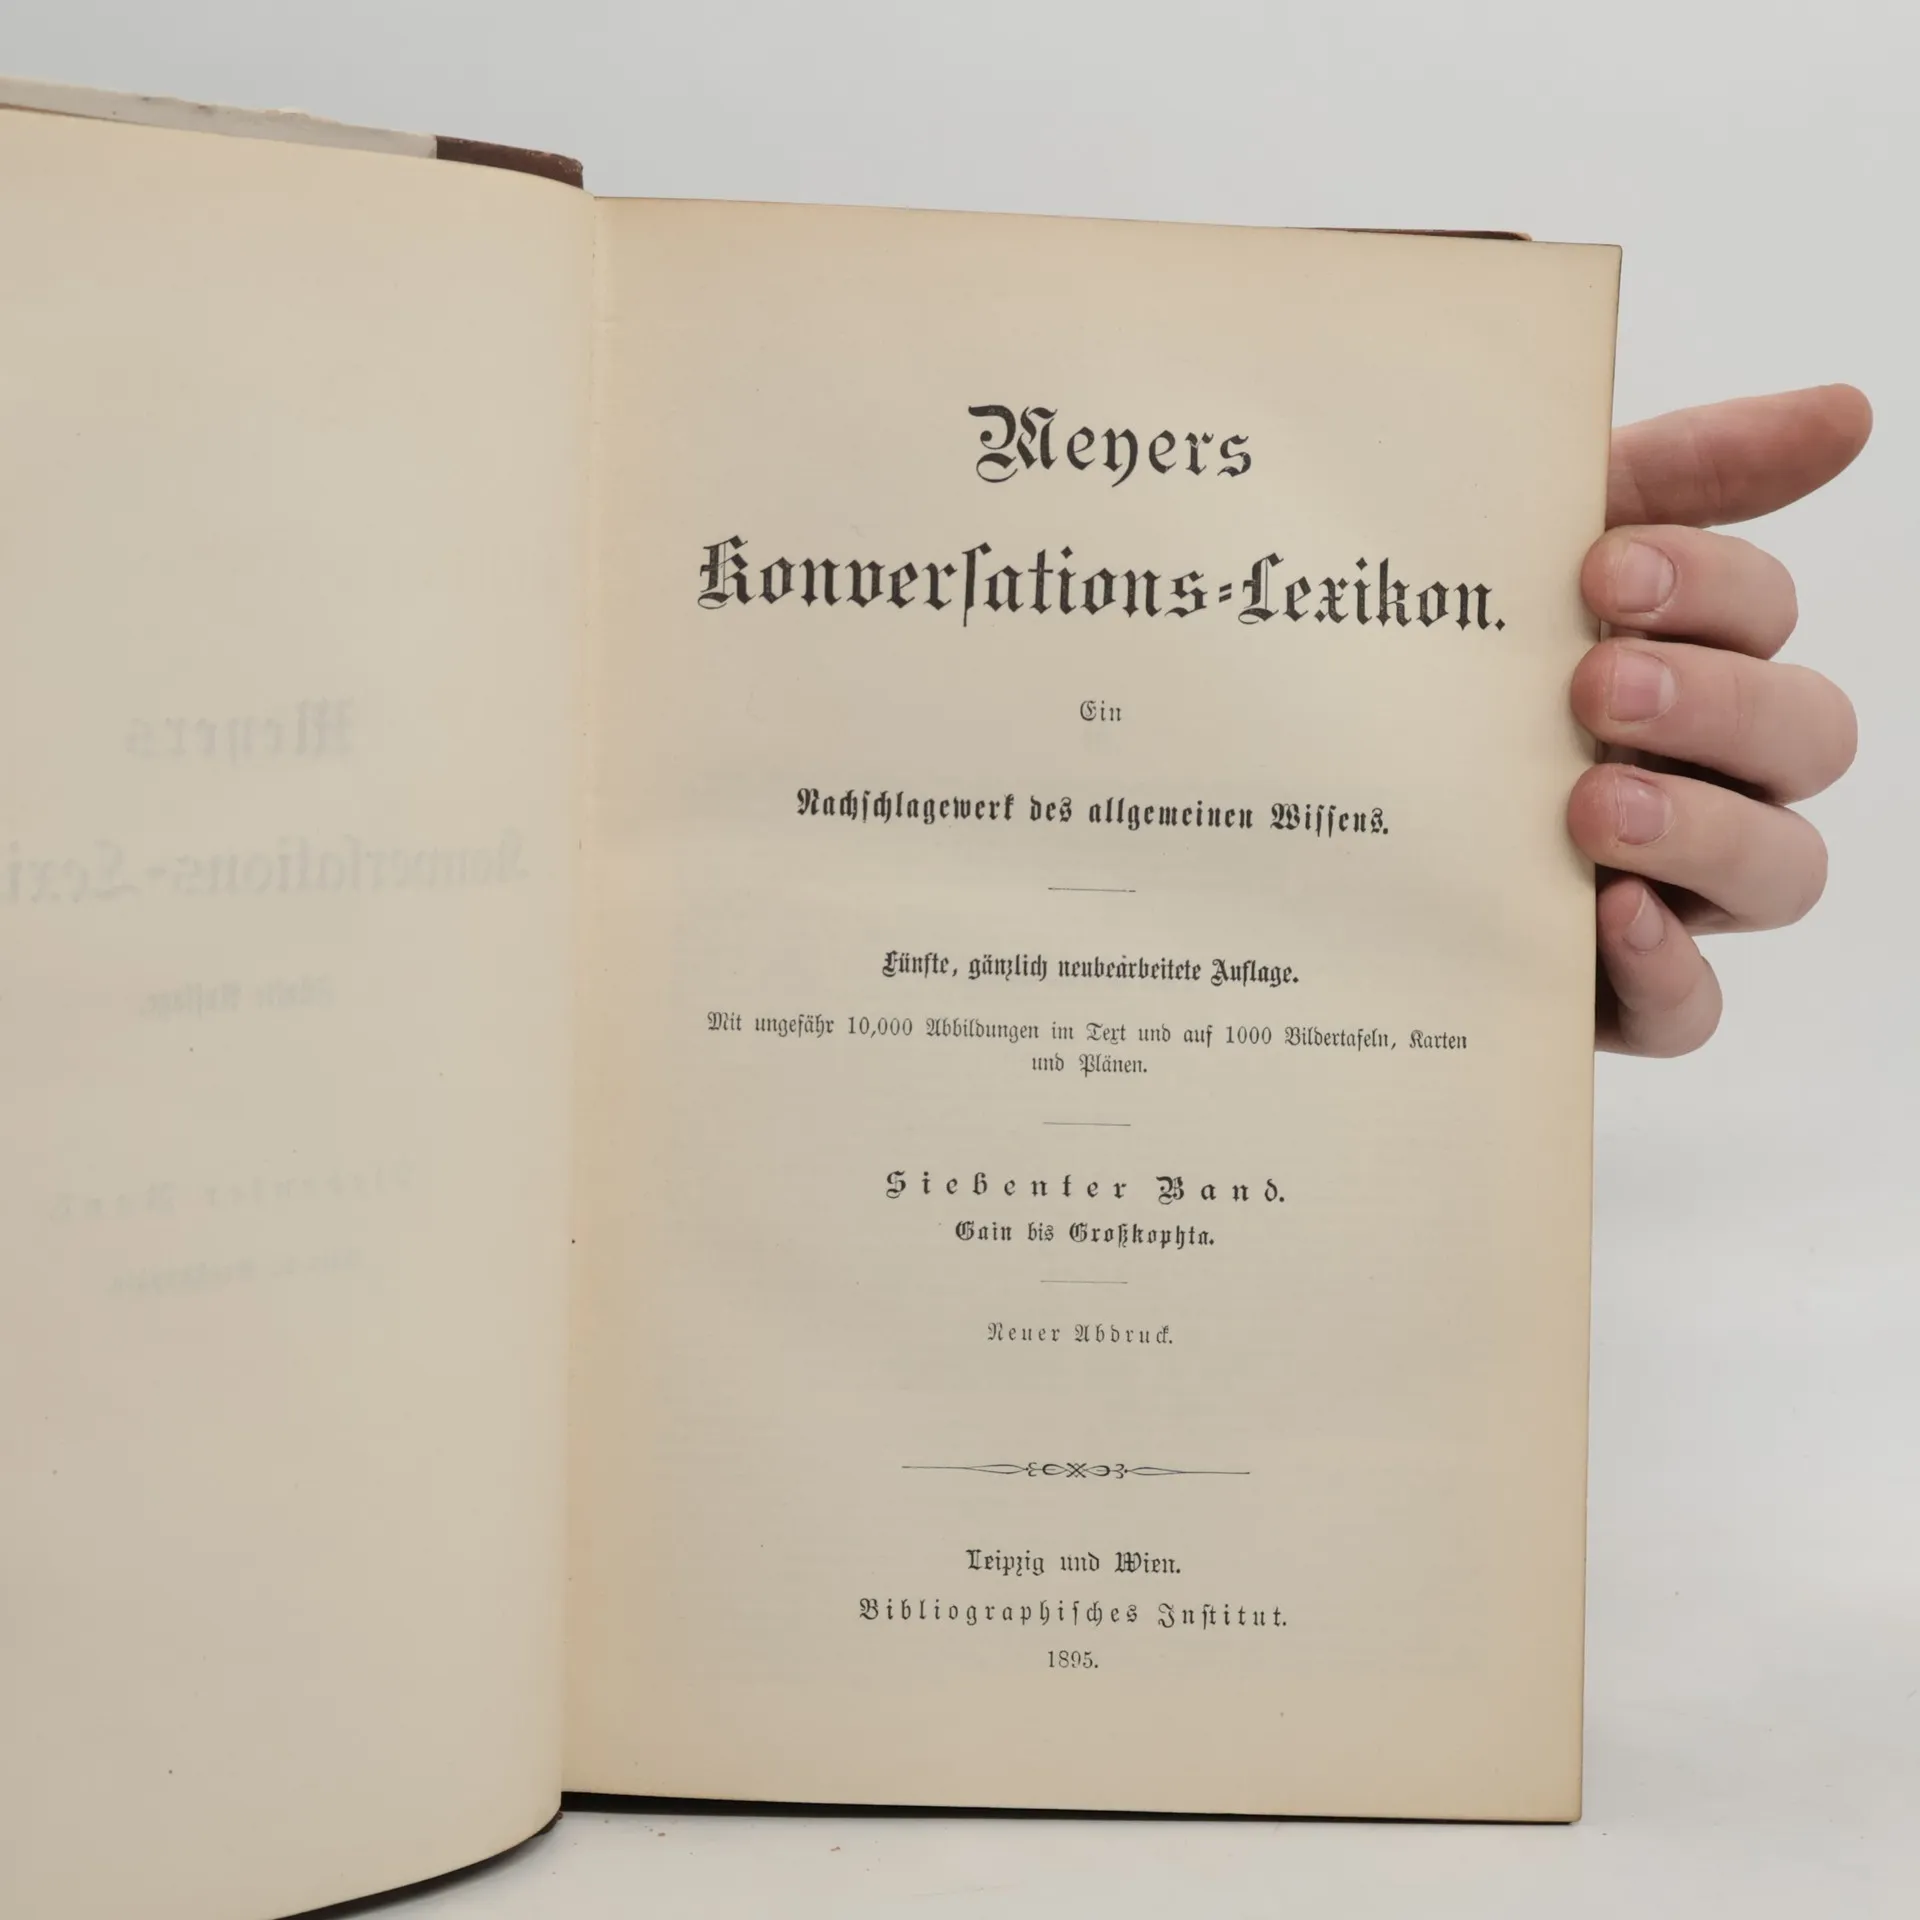 Meyers
Konverſations-Lexikon.
Ein
Nachſchlagewerk des allgemeinen Wiſſens.
Fünfte, gänzlich neubearbeitete Auflage.
Mit ungefähr 10,000 Abbildungen im Text und auf 1000 Bildertafeln, Karten
und Plänen.
Siebenter Band.
Gain bis Großkophta.
Neuer Abdruck.
Leipzig und Wien.
Bibliographiſches Inſtitut.
1895.